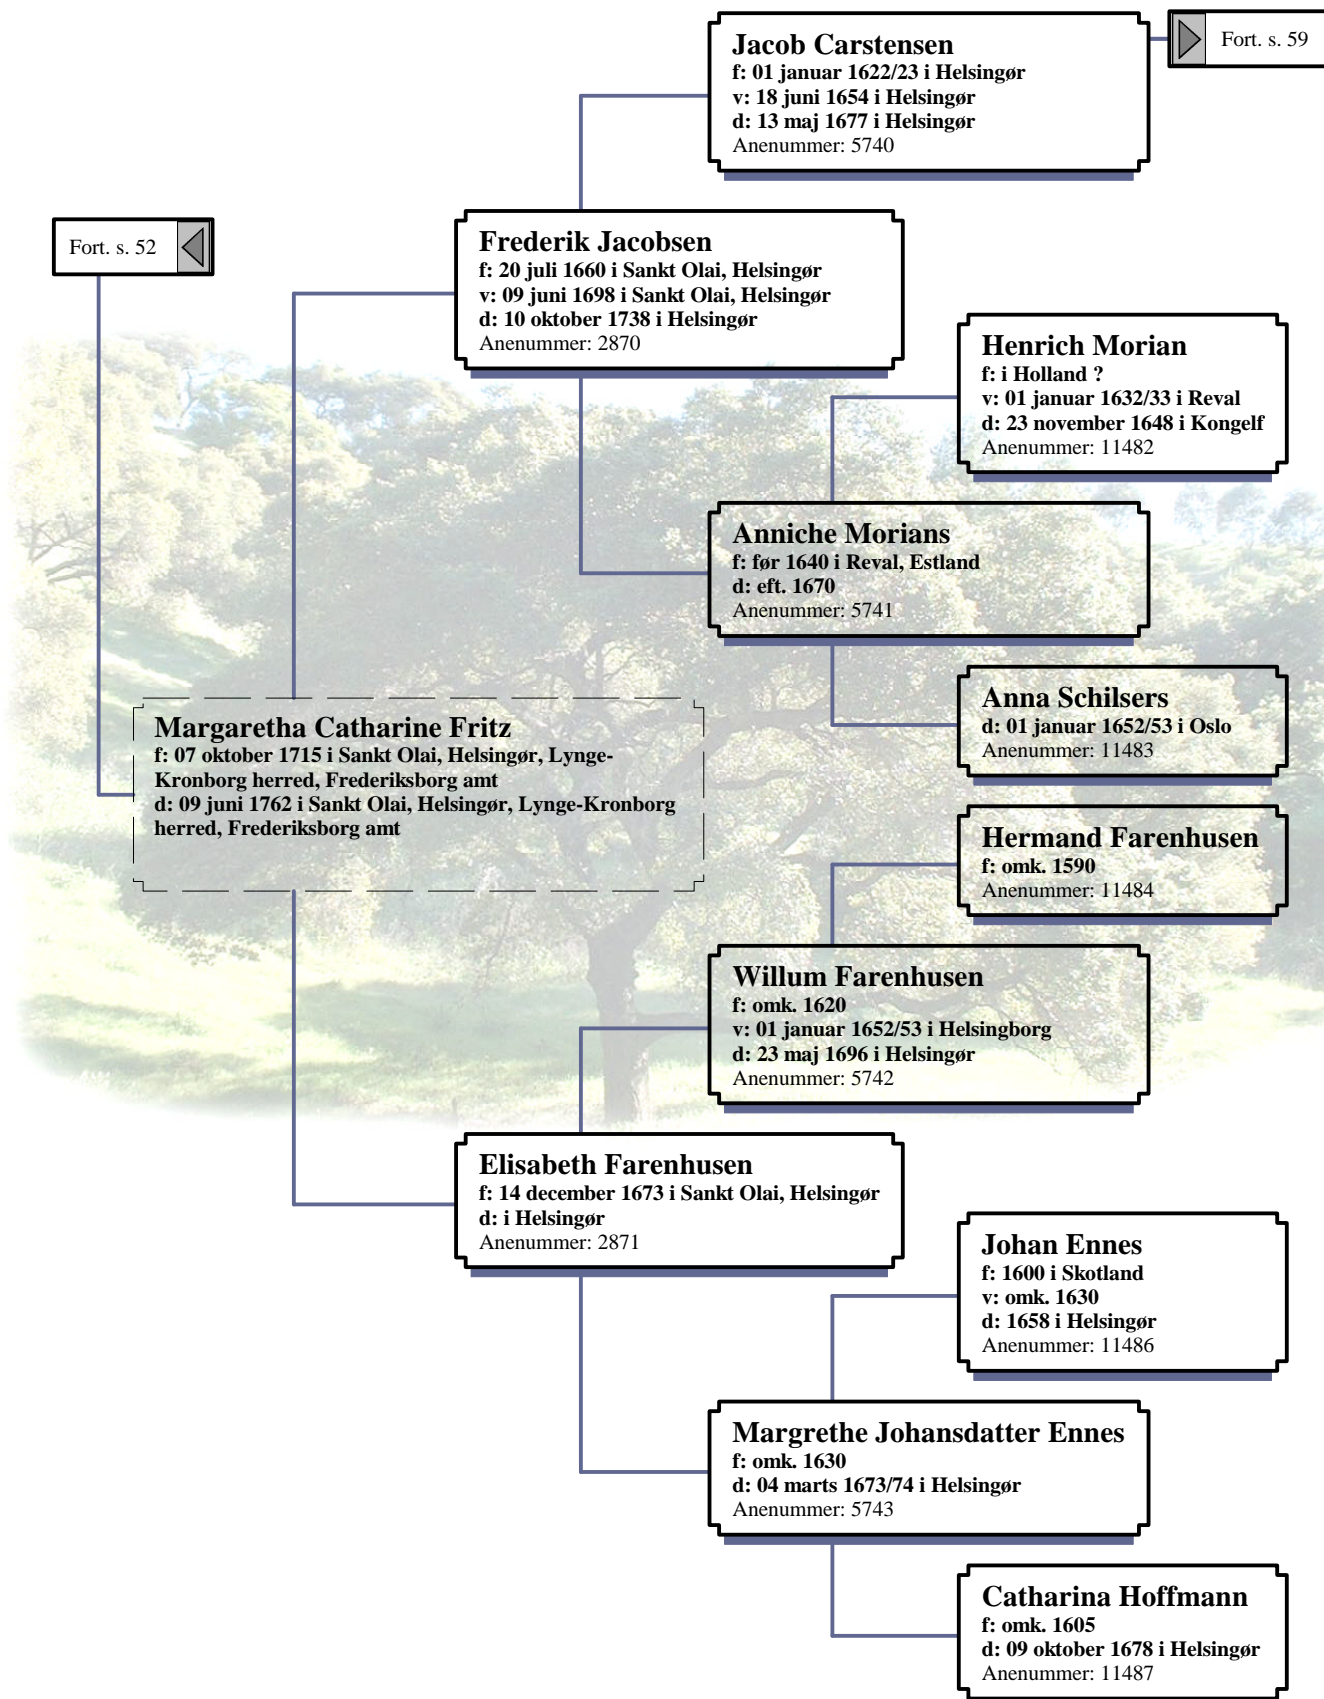 Jacob Carstensen
f: 01 januar 1622/23 i Helsingør
v: 18 juni 1654 i Helsingør
d: 13 maj 1677 i Helsingør
Anenummer: 5740
Fort. s. 59
Fort. s. 52
Frederik Jacobsen
f: 20 juli 1660 i Sankt Olai, Helsingør
v: 09 juni 1698 i Sankt Olai, Helsingør
d: 10 oktober 1738 i Helsingør
Anenummer: 2870
Henrich Morian
f: i Holland ?
v: 01 januar 1632/33 i Reval
d: 23 november 1648 i Kongelf
Anenummer: 11482
Anniche Morians
f: før 1640 i Reval, Estland
d: eft. 1670
Anenummer: 5741
Anna Schilsers
d: 01 januar 1652/53 i Oslo
Anenummer: 11483
Margaretha Catharine Fritz
f: 07 oktober 1715 i Sankt Olai, Helsingør, Lynge-
Kronborg herred, Frederiksborg amt
d: 09 juni 1762 i Sankt Olai, Helsingør, Lynge-Kronborg
herred, Frederiksborg amt
Hermand Farenhusen
f: omk. 1590
Anenummer: 11484
Willum Farenhusen
f: omk. 1620
v: 01 januar 1652/53 i Helsingborg
d: 23 maj 1696 i Helsingør
Anenummer: 5742
Elisabeth Farenhusen
f: 14 december 1673 i Sankt Olai, Helsingør
d: i Helsingør
Anenummer: 2871
Johan Ennes
f: 1600 i Skotland
v: omk. 1630
d: 1658 i Helsingør
Anenummer: 11486
Margrethe Johansdatter Ennes
f: omk. 1630
d: 04 marts 1673/74 i Helsingør
Anenummer: 5743
Catharina Hoffmann
f: omk. 1605
d: 09 oktober 1678 i Helsingør
Anenummer: 11487